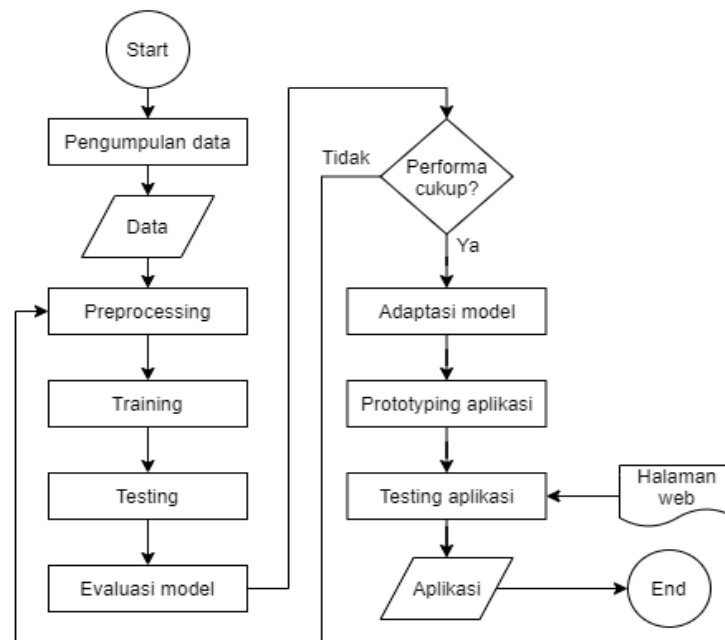 Start
Pengumpulan data
Data
Preprocessing
Training
Testing
Evaluasi model
Performa
cukup?
Tidak
Ya
Adaptasi model
Prototyping aplikasi
Testing aplikasi
Halaman
web
Aplikasi
End